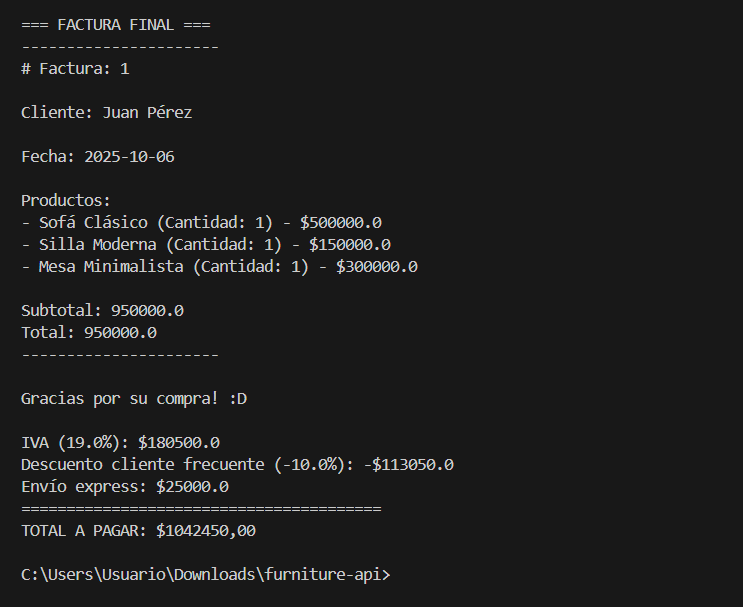 === FACTURA FINAL ===
----------------------
# Factura: 1
Cliente: Juan Pérez
Fecha: 2025-10-06
Productos:
- Sofá Clásico (Cantidad: 1) - $500000.0
- Silla Moderna (Cantidad: 1) - $150000.0
- Mesa Minimalista (Cantidad: 1) - $300000.0
Subtotal: 950000.0
Total: 950000.0
----------------------
Gracias por su compra! :D
IVA (19.0%): $180500.0
Descuento cliente frecuente (-10.0%): -$113050.0
Envío express: $25000.0
========================================
TOTAL A PAGAR: $1042450,00
C:\Users\Usuario\Downloads\furniture-api>